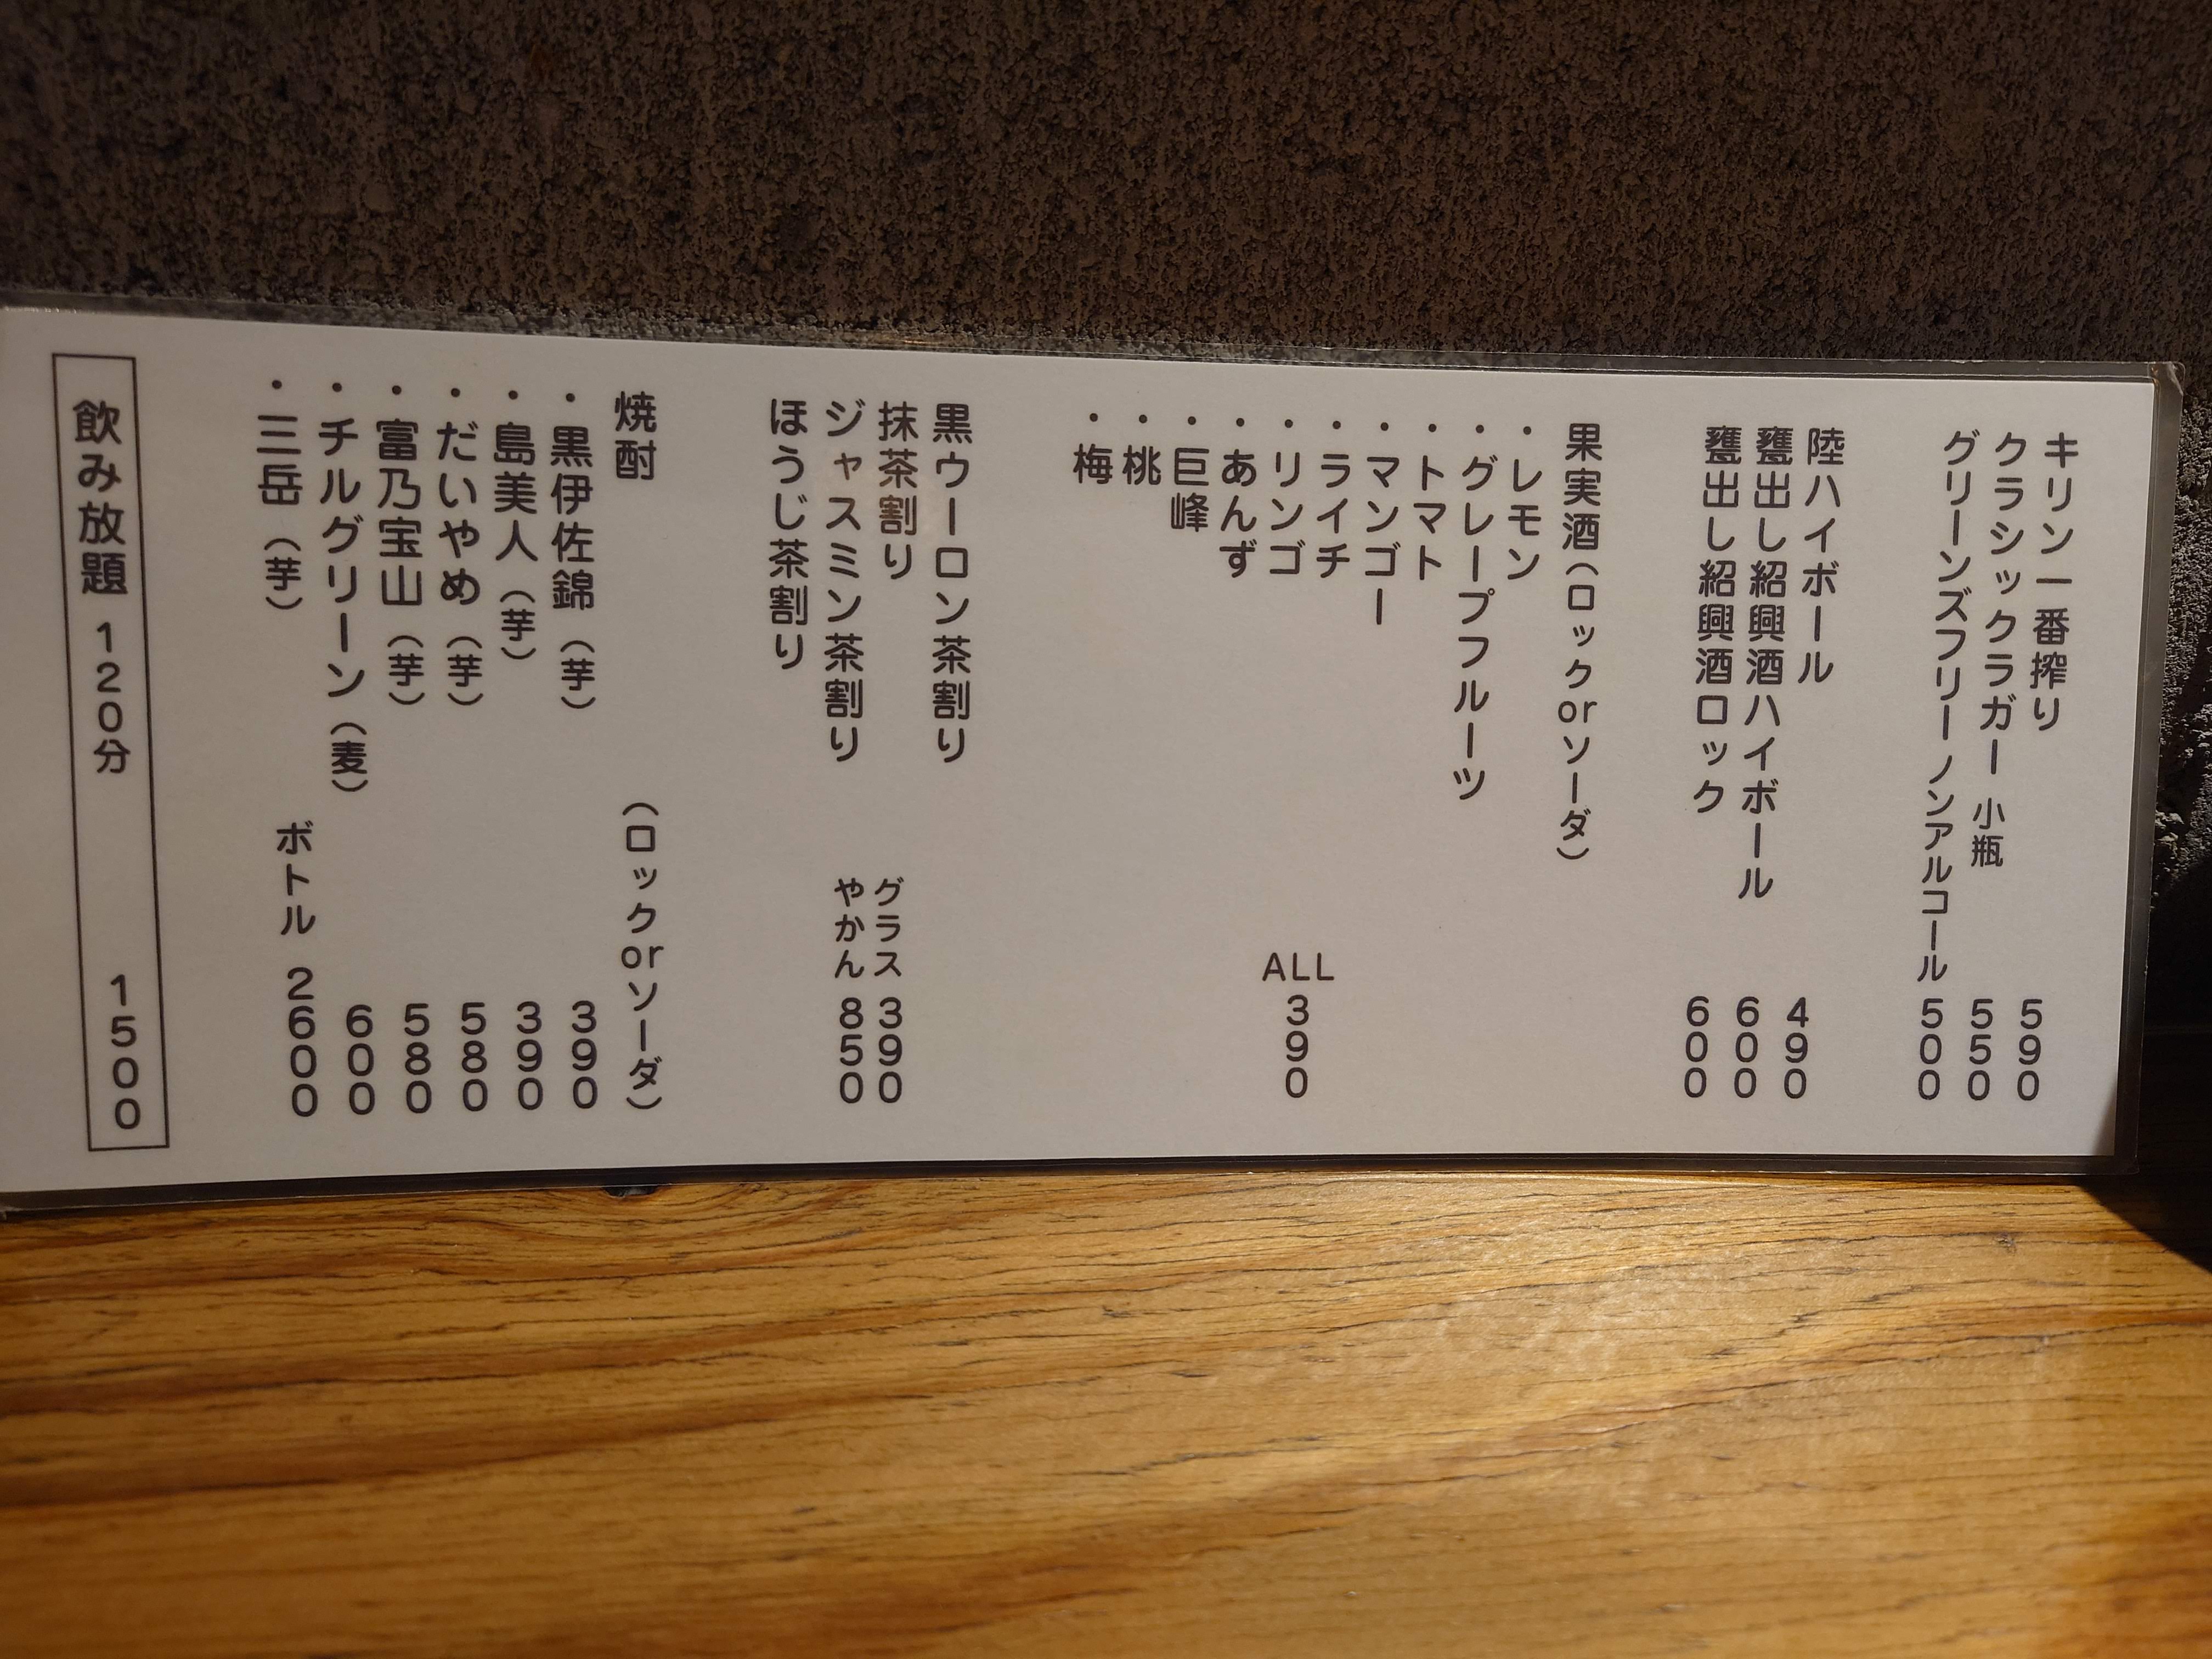 キリン一番搾り 590
クラシックラガー 小瓶 550
グリーンズフリー ノンアルコール 500
陸ハイボール 490
甕出し紹興酒ハイボール 600
甕出し紹興酒ロック 600
果実酒（ロックorソーダ）
・レモン
・グレープフルーツ
・トマト
・マンゴー
・ライチ
・リンゴ
・あんず
・巨峰
・桃
・梅
ALL 390
黒ウーロン茶割り
抹茶割り
ジャスミン茶割り
ほうじ茶割り
グラス 390
やかん 850
焼酎 （ロックorソーダ）
・黒伊佐錦（芋） 390
・島美人（芋） 390
・だいやめ（芋） 580
・富乃宝山（芋） 580
・チルグリーン（麦） 600
・三岳（芋） ボトル 2600
飲み放題 120分 1500